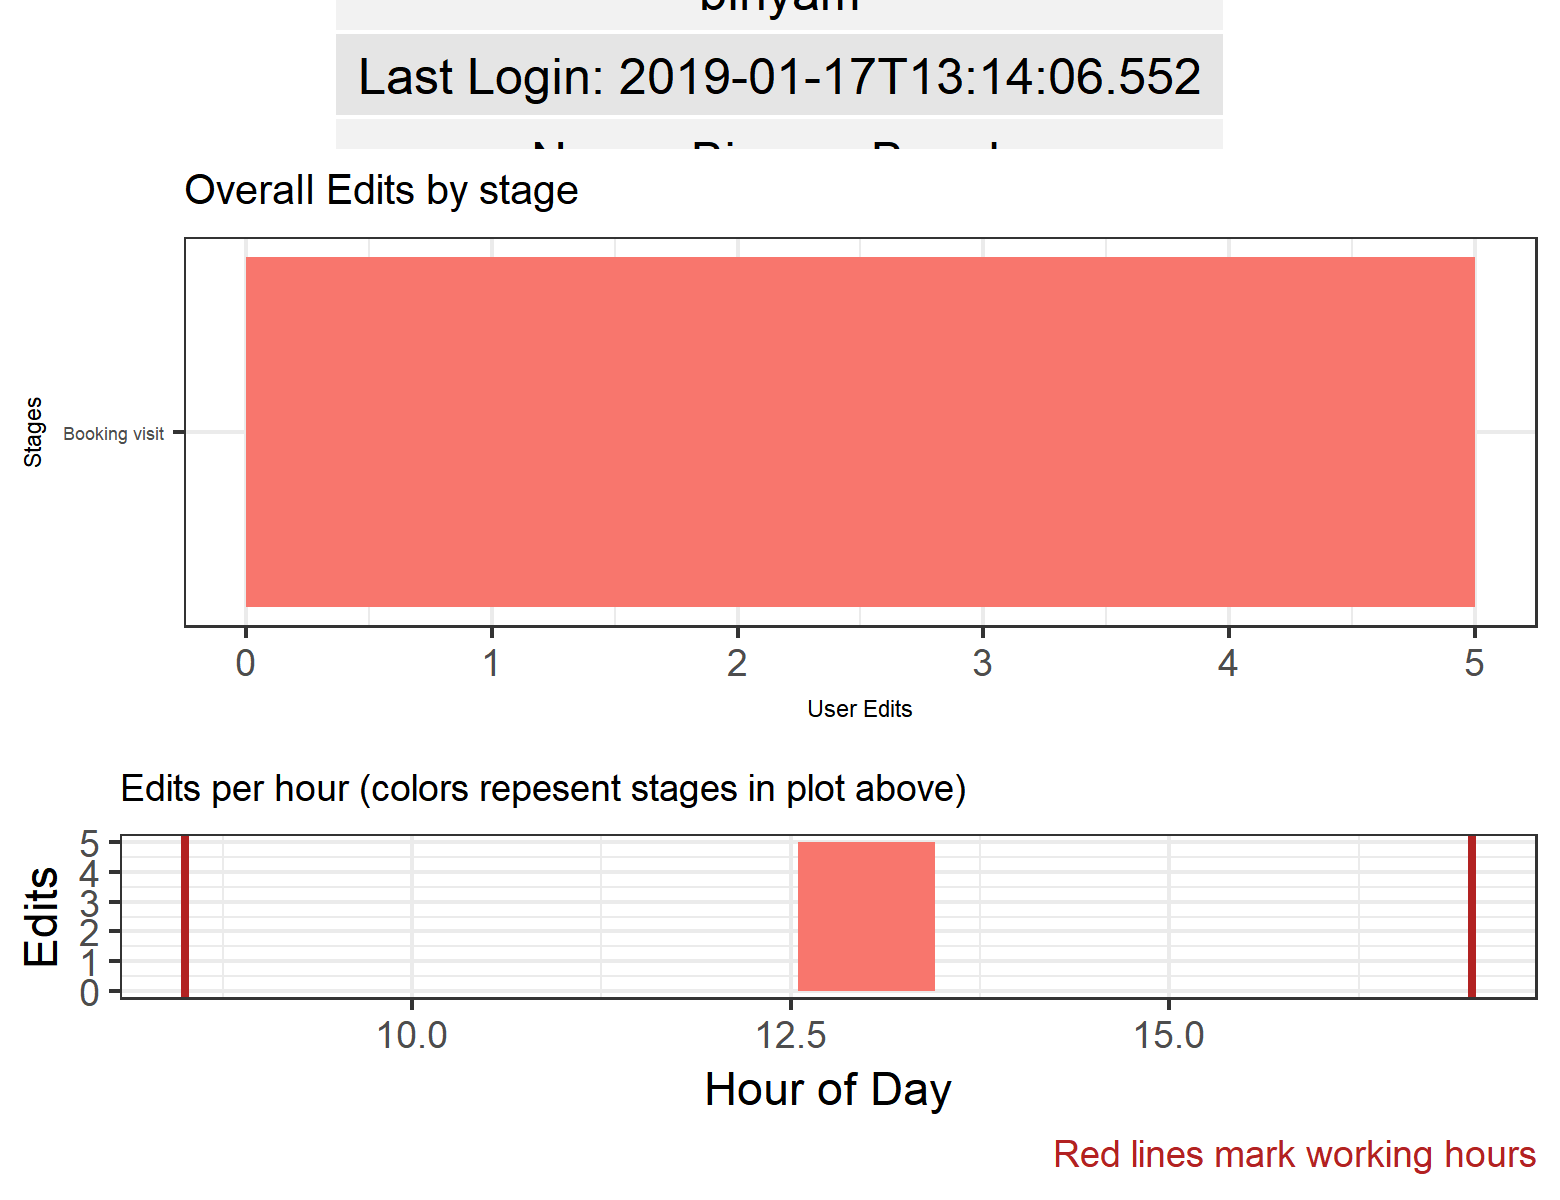 Last Login: 2019-01-17T13:14:06.552
Overall Edits by stage
Stages
Booking visit
0 1 2 3 4 5
User Edits
Edits per hour (colors repesent stages in plot above)
Edits
5
4
3
2
1
0
10.0 12.5 15.0
Hour of Day
Red lines mark working hours